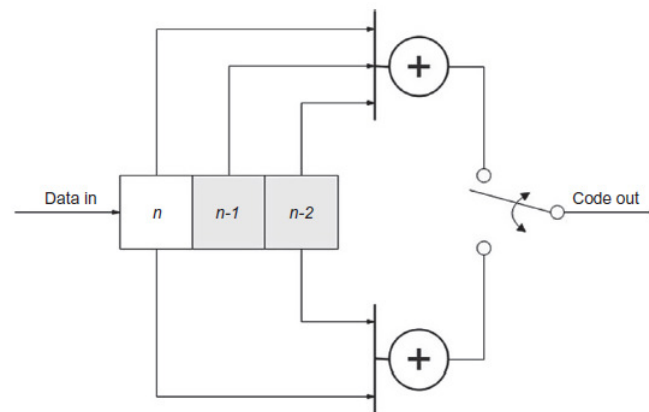 +
Data in
n
n-1
n-2
Code out
+